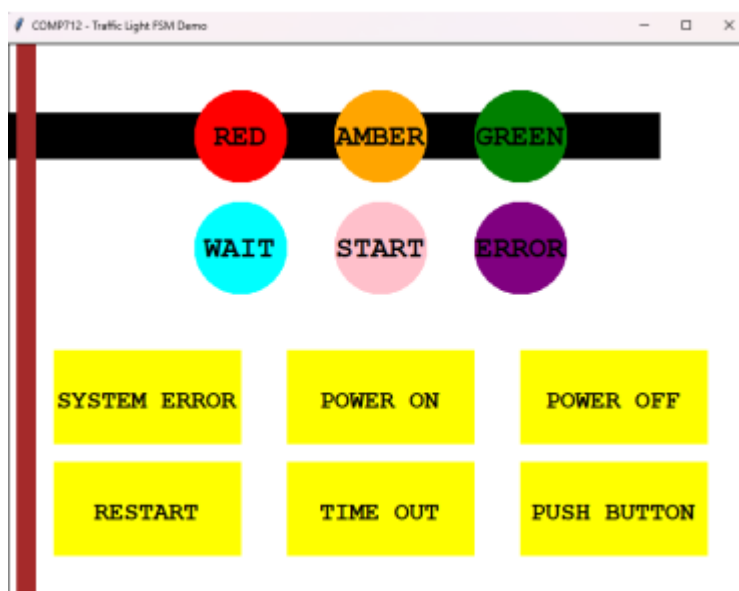 COMP712 - Traffic Light FSM Demo
RED AMBER GREEN
WAIT START ERROR
SYSTEM ERROR POWER ON POWER OFF
RESTART TIME OUT PUSH BUTTON